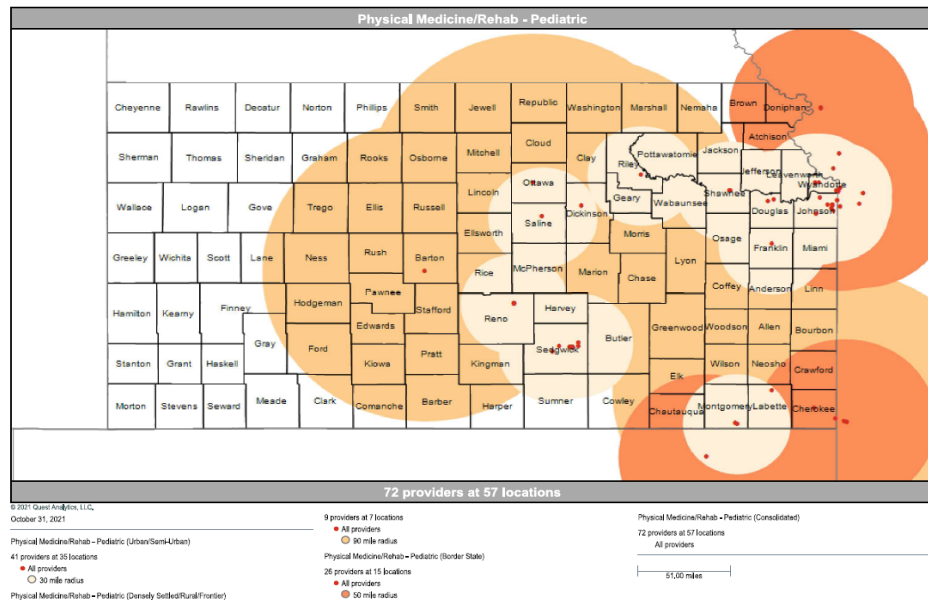 Physical Medicine/Rehab - Pediatric
Cheyenne Rawlins Decatur Norton Phillips Smith Jewell Republic Washington Marshall Nemaha Brown Doniphan
Atchison
Sherman Thomas Sheridan Graham Rooks Osborne Mitchell Cloud Clay Riley Pottawatomie Jackson Jefferson Leavenworth
Wyandotte
Ottawa
Lincoln Geary Wabaunsee Shawnee
Wallace Logan Gove Trego Ellis Russell Saline Dickinson Douglas Johnson
Ellsworth Morris Osage Franklin Miami
Greeley Wichita Scott Lane Ness Rush Barton Rice McPherson Marion Chase Lyon Coffey Anderson Linn
Pawnee
Hamilton Kearny Finney Hodgeman Stafford Reno Harvey
Edwards Greenwood Woodson Allen Bourbon
Gray Ford Butler
Stanton Grant Haskell Kiowa Pratt Kingman Sedgwick Elk Wilson Neosho Crawford
Morton Stevens Seward Meade Clark Comanche Barber Harper Sumner Cowley Chautauqua Montgomery Labette Cherokee
72 providers at 57 locations
© 2021 Quest Analytics, LLC.
October 31, 2021
Physical Medicine/Rehab - Pediatric (Urban/Semi-Urban)
41 providers at 35 locations
All providers
30 mile radius
Physical Medicine/Rehab - Pediatric (Densely Settled/Rural/Frontier)
9 providers at 7 locations
All providers
90 mile radius
Physical Medicine/Rehab - Pediatric (Border State)
26 providers at 15 locations
All providers
50 mile radius
Physical Medicine/Rehab - Pediatric (Consolidated)
72 providers at 57 locations
All providers
51,00 miles